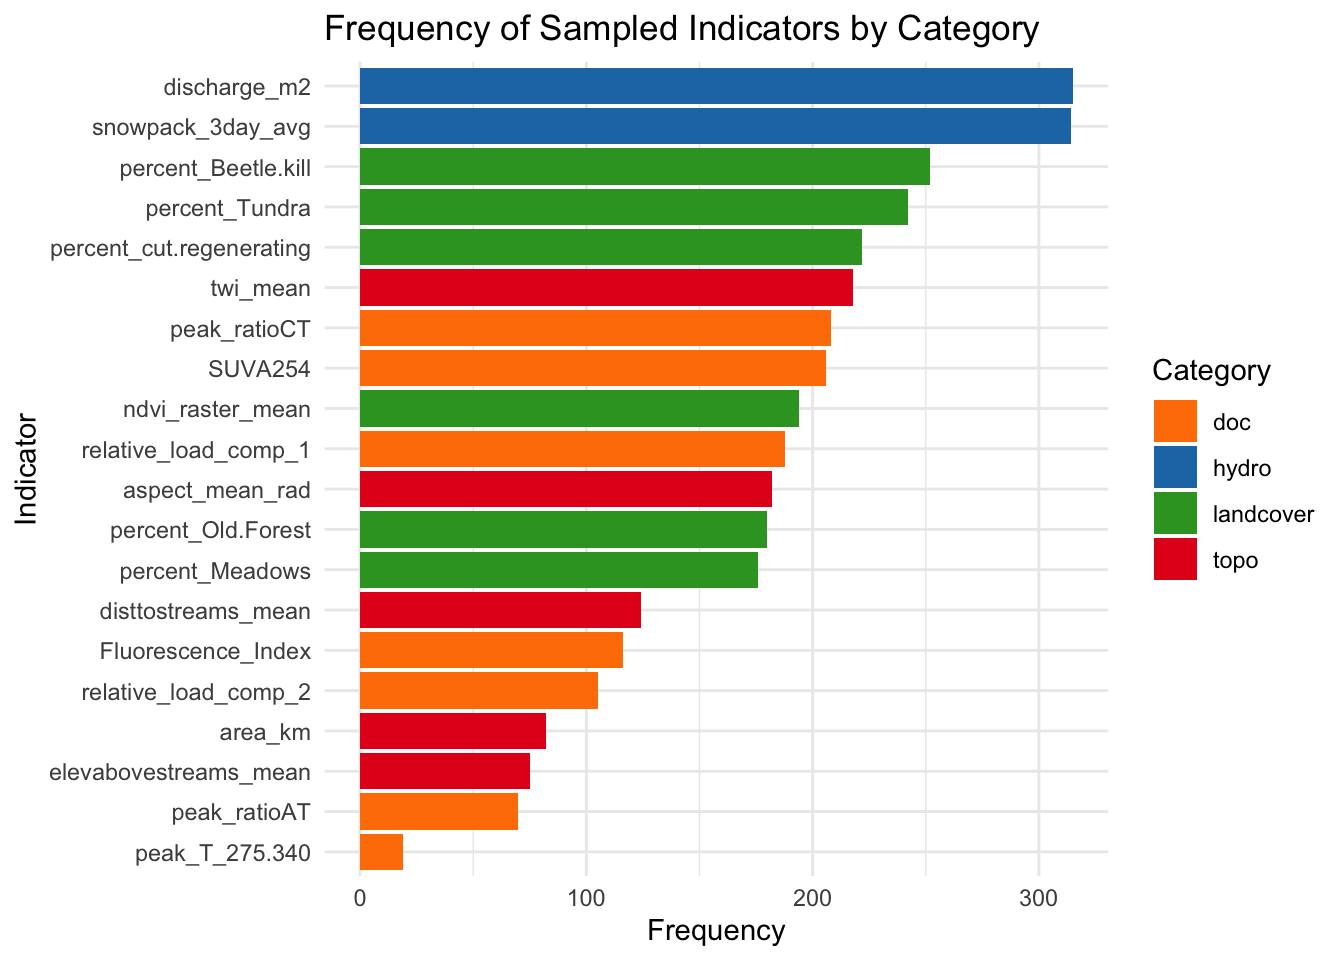 Frequency of Sampled Indicators by Category
discharge_m2
snowpack_3day_avg
percent_Beetle.kill
percent_Tundra
percent_cut.regenerating
twi_mean
peak_ratioCT
SUVA254
ndvi_raster_mean
relative_load_comp_1
aspect_mean_rad
percent_Old.Forest
percent_Meadows
disttostreams_mean
Fluorescence_Index
relative_load_comp_2
area_km
elevabovestreams_mean
peak_ratioAT
peak_T_275.340
Indicator
0 100 200 300
Frequency
Category
doc
hydro
landcover
topo